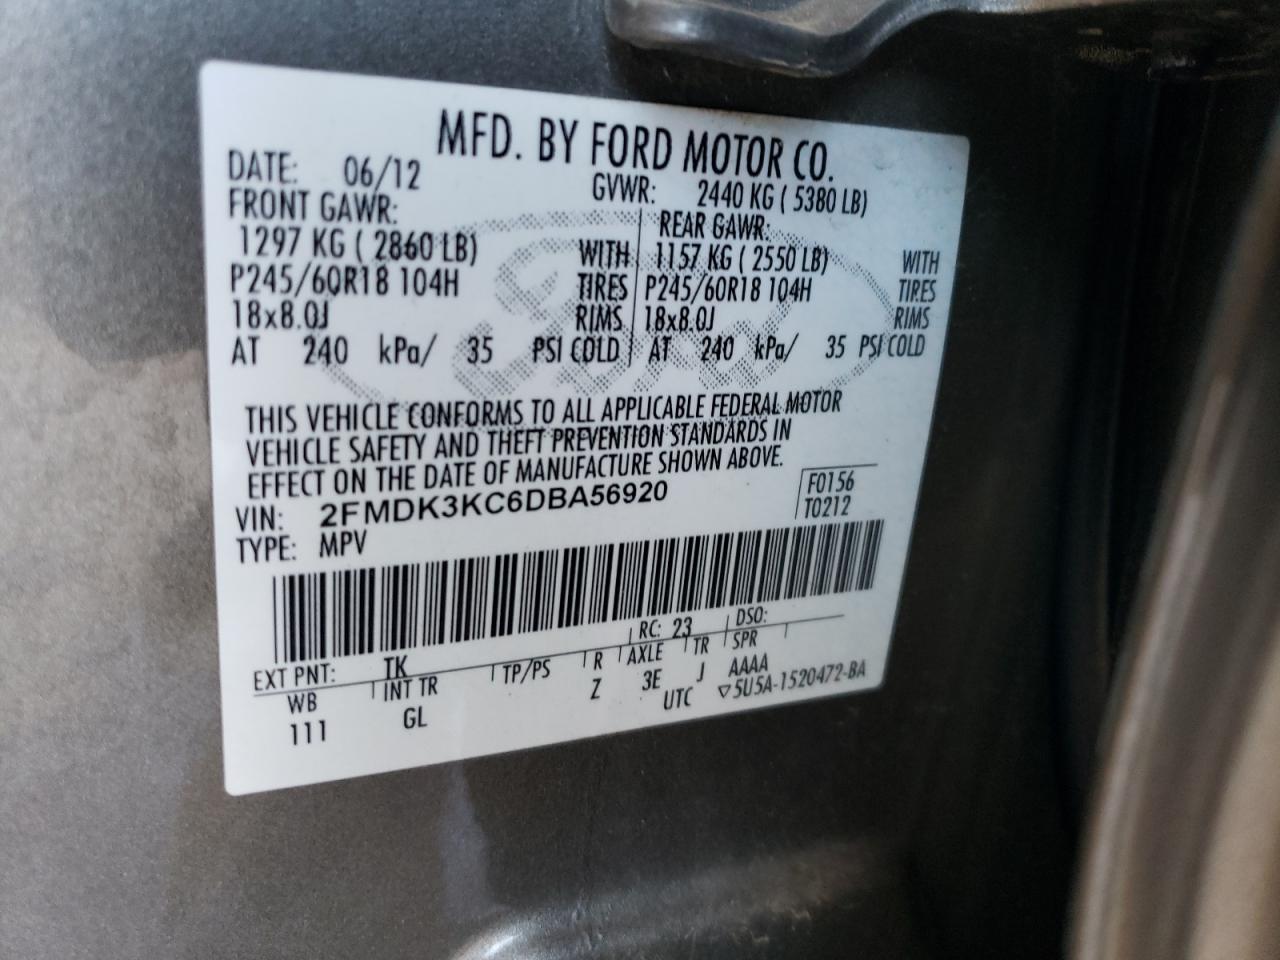 MFD. BY FORD MOTOR CO.
DATE: 06/12 GVWR: 2440 KG ( 5380 LB)
FRONT GAWR: REAR GAWR:
1297 KG ( 2860 LB) WITH 1157 KG ( 2550 LB) WITH
P245/60R18 104H TIRES P245/60R18 104H TIRES
18x8.0J RIMS 18x8.0J RIMS
AT 240 kPa/ 35 PSI COLD AT 240 kPa/ 35 PSI COLD
THIS VEHICLE CONFORMS TO ALL APPLICABLE FEDERAL MOTOR
VEHICLE SAFETY AND THEFT PREVENTION STANDARDS IN
EFFECT ON THE DATE OF MANUFACTURE SHOWN ABOVE.
VIN: 2FMDK3KC6DBA56920 F0156
TYPE: MPV T0212
EXT PNT: TK RC: 23 DSO:
WB INT TR TP/PS R AXLE TR SPR
111 GL Z 3E J AAAA
UTC ▽5U5A-1520472-BA